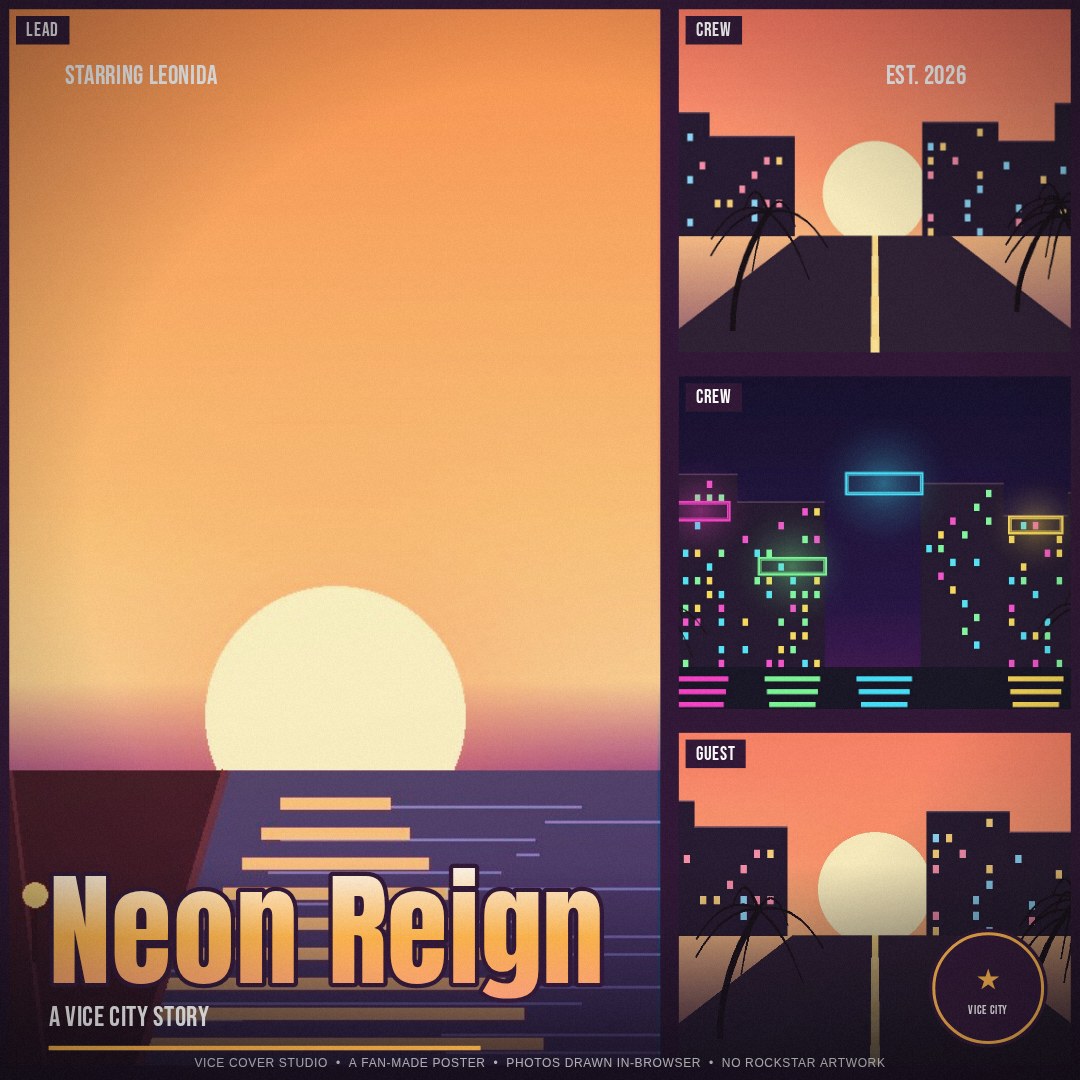 LEAD
STARRING LEONIDA
CREW
EST. 2026
CREW
GUEST
Neon Reign
A VICE CITY STORY
VICE CITY
VICE COVER STUDIO • A FAN-MADE POSTER • PHOTOS DRAWN IN-BROWSER • NO ROCKSTAR ARTWORK